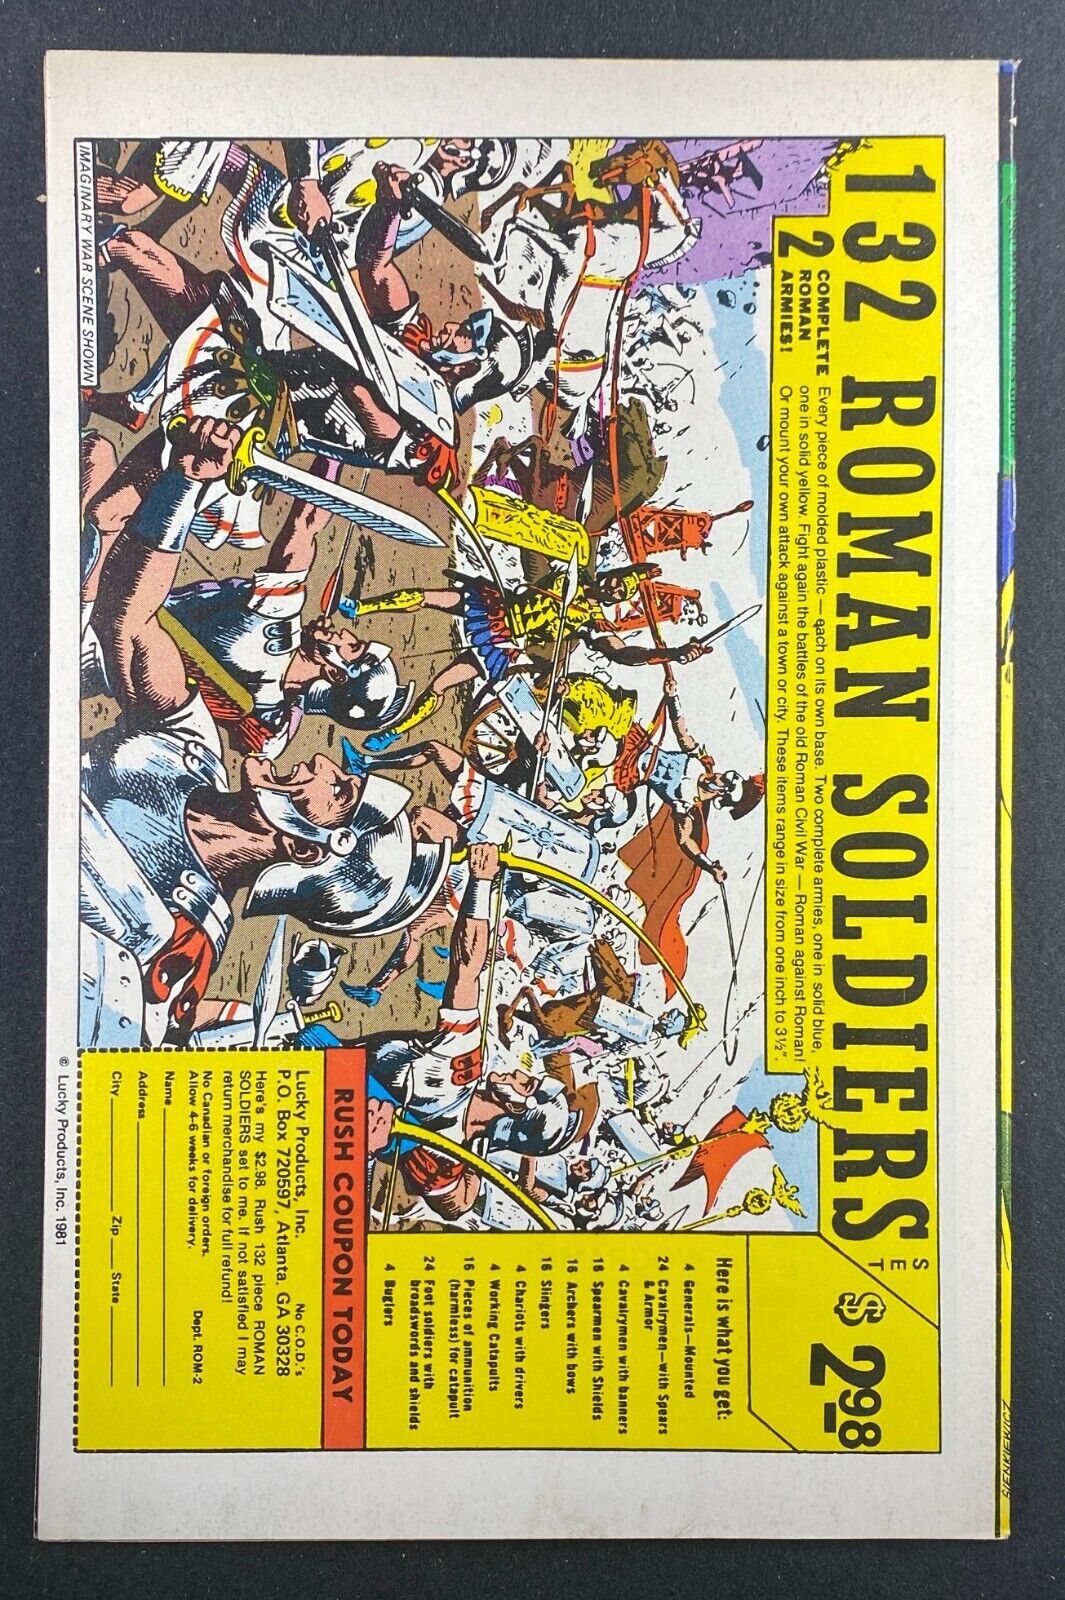 132 ROMAN SOLDIERS
SET
$2.98
2
COMPLETE
ROMAN
ARMIES!
Every piece of molded plastic — each on its own base. Two complete armies, one in solid blue,
one in solid yellow. Fight again the battles of the old Roman Civil War — Roman against Roman!
Or mount your own attack against a town or city. These items range in size from one inch to 3½".
IMAGINARY WAR SCENE SHOWN
Here is what you get:
4 Generals—Mounted
24 Cavalrymen—with Spears
& Armor
4 Cavalrymen with banners
16 Spearmen with Shields
16 Archers with bows
16 Slingers
4 Chariots with drivers
4 Working Catapults
16 Pieces of ammunition
(harmless) for catapult
24 Foot soldiers with
broadswords and shields
4 Buglers
RUSH COUPON TODAY
Lucky Products, Inc. No C.O.D.'s
P.O. Box 720597, Atlanta, GA 30328
Here's my $2.98. Rush 132 piece ROMAN
SOLDIERS set to me. If not satisfied I may
return merchandise for full refund!
No Canadian or foreign orders. Dept. ROM-2
Allow 4-6 weeks for delivery.
Name
Address
City Zip State
© Lucky Products, Inc. 1981